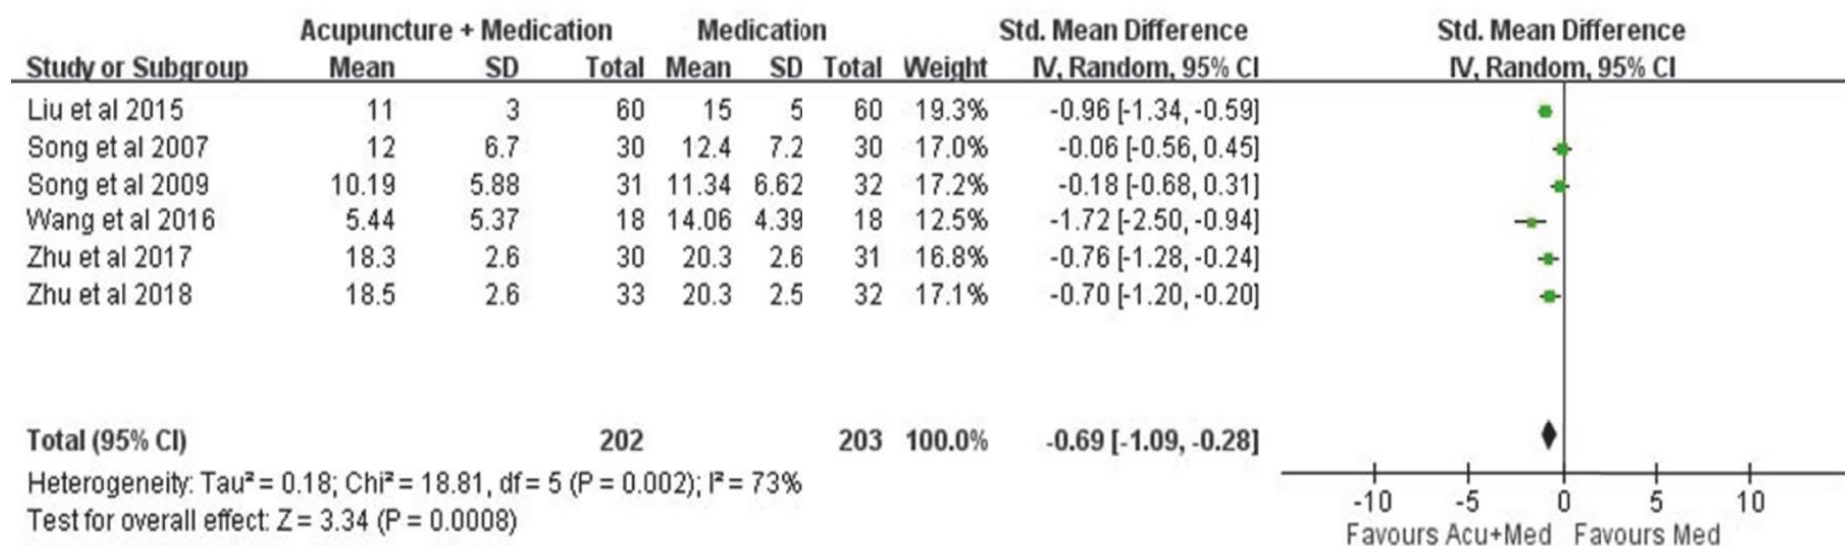 Acupuncture + Medication Medication Std. Mean Difference Std. Mean Difference
Study or Subgroup Mean SD Total Mean SD Total Weight IV, Random, 95% CI IV, Random, 95% CI
Liu et al 2015 11 3 60 15 5 60 19.3% -0.96 [-1.34, -0.59]
Song et al 2007 12 6.7 30 12.4 7.2 30 17.0% -0.06 [-0.56, 0.45]
Song et al 2009 10.19 5.88 31 11.34 6.62 32 17.2% -0.18 [-0.68, 0.31]
Wang et al 2016 5.44 5.37 18 14.06 4.39 18 12.5% -1.72 [-2.50, -0.94]
Zhu et al 2017 18.3 2.6 30 20.3 2.6 31 16.8% -0.76 [-1.28, -0.24]
Zhu et al 2018 18.5 2.6 33 20.3 2.5 32 17.1% -0.70 [-1.20, -0.20]
Total (95% CI) 202 203 100.0% -0.69 [-1.09, -0.28]
Heterogeneity: Tau² = 0.18; Chi² = 18.81, df = 5 (P = 0.002); I² = 73%
Test for overall effect: Z = 3.34 (P = 0.0008)
-10 -5 0 5 10
Favours Acu+Med Favours Med